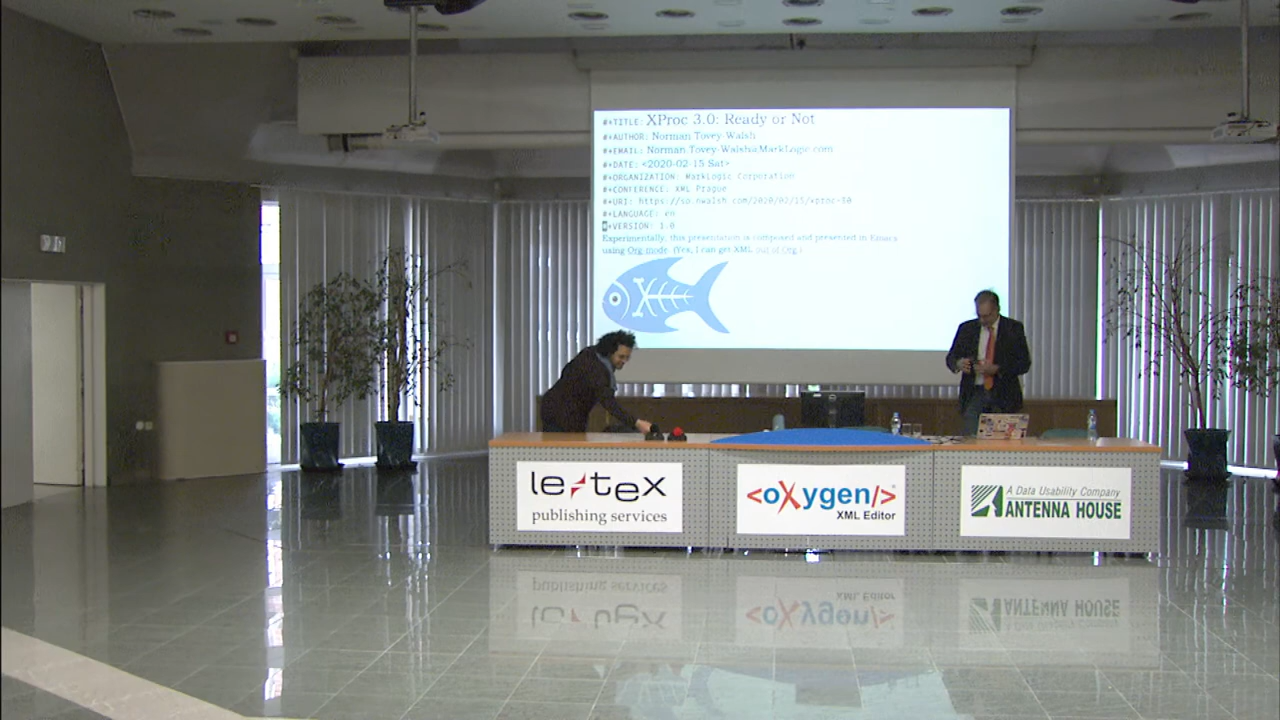 #+TITLE: XProc 3.0: Ready or Not
#+AUTHOR: Norman Tovey-Walsh
#+EMAIL: Norman.Tovey-Walsh@MarkLogic.com
#+DATE: <2020-02-15 Sat>
#+ORGANIZATION: MarkLogic Corporation
#+CONFERENCE: XML Prague
#+URI: https://so.nwalsh.com/2020/02/15/xproc-30
#+LANGUAGE: en
#+VERSION: 1.0
Experimentally, this presentation is composed and presented in Emacs
using Org-mode. (Yes, I can get XML out of Org.)
le-tex
publishing services
<oXygen/>
XML Editor
A Data Usability Company
ANTENNA HOUSE